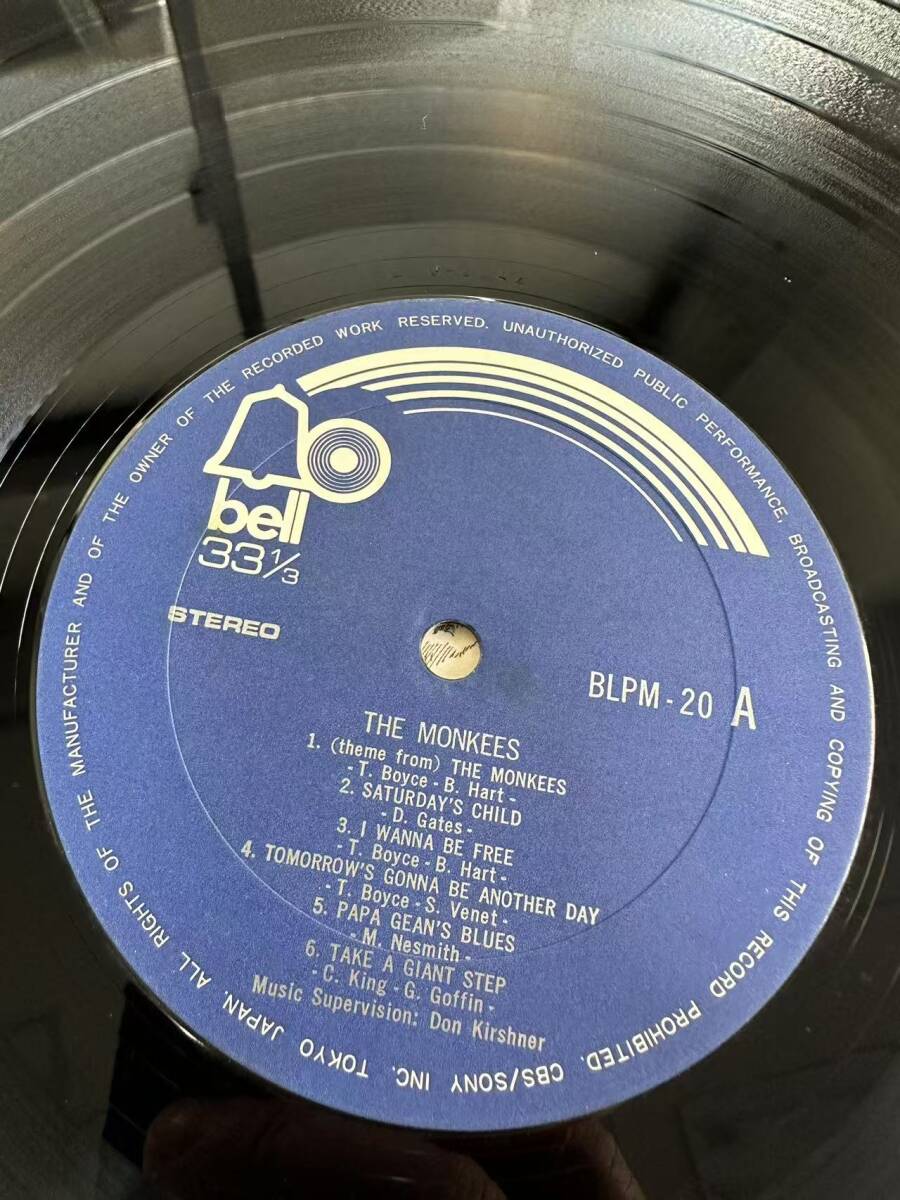 ALL RIGHTS OF THE MANUFACTURER AND OF THE OWNER OF THE RECORDED WORK RESERVED. UNAUTHORIZED PUBLIC PERFORMANCE, BROADCASTING AND COPYING OF THIS RECORD PROHIBITED. CBS/SONY INC. TOKYO JAPAN.
bell
33 1/3
STEREO
BLPM-20 A
THE MONKEES
1. (theme from) THE MONKEES
- T. Boyce - B. Hart -
2. SATURDAY'S CHILD
- D. Gates -
3. I WANNA BE FREE
- T. Boyce - B. Hart -
4. TOMORROW'S GONNA BE ANOTHER DAY
- T. Boyce - S. Venet -
5. PAPA GEAN'S BLUES
- M. Nesmith -
6. TAKE A GIANT STEP
- C. King - G. Goffin -
Music Supervision: Don Kirshner